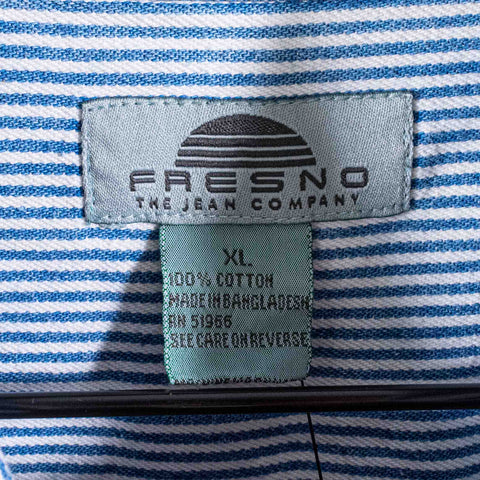 FRESNO
THE JEAN COMPANY
XL
100% COTTON
MADE IN BANGLADESH
RN 51966
SEE CARE ON REVERSE